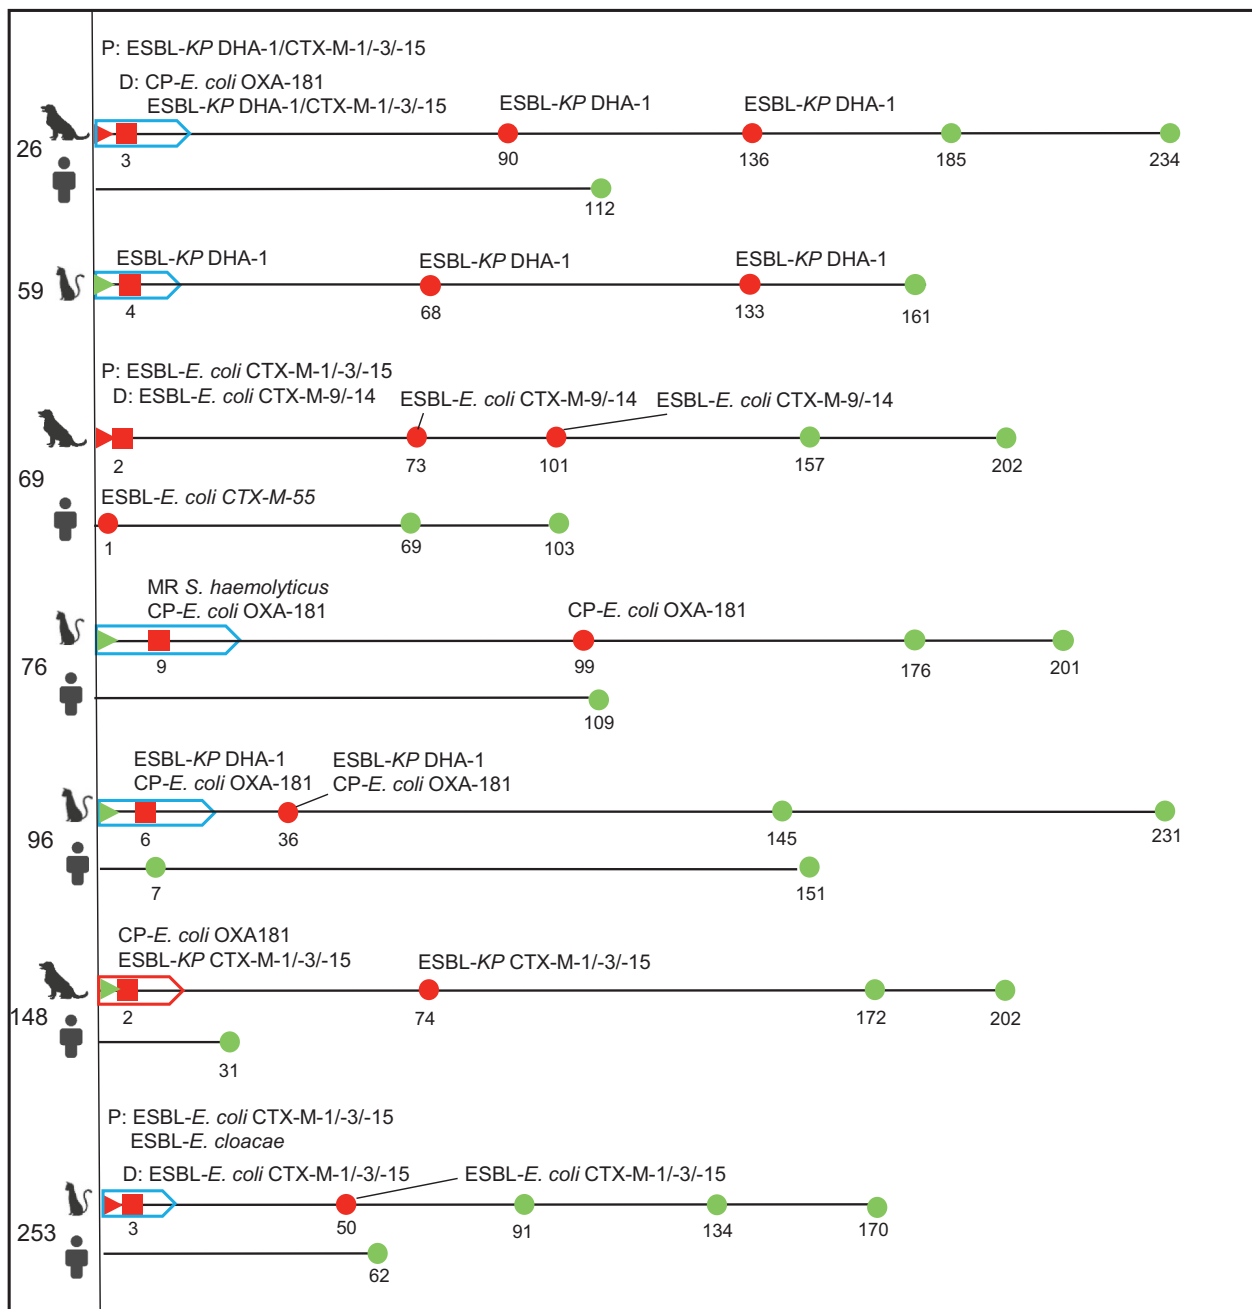 P: ESBL-KP DHA-1/CTX-M-1/-3/-15
D: CP-E. coli OXA-181
ESBL-KP DHA-1/CTX-M-1/-3/-15
ESBL-KP DHA-1
ESBL-KP DHA-1
26
3
90
136
185
234
112
ESBL-KP DHA-1
ESBL-KP DHA-1
ESBL-KP DHA-1
59
4
68
133
161
P: ESBL-E. coli CTX-M-1/-3/-15
D: ESBL-E. coli CTX-M-9/-14
ESBL-E. coli CTX-M-9/-14
ESBL-E. coli CTX-M-9/-14
2
73
101
157
202
69
ESBL-E. coli CTX-M-55
1
69
103
MR S. haemolyticus
CP-E. coli OXA-181
CP-E. coli OXA-181
9
99
176
201
76
109
ESBL-KP DHA-1
CP-E. coli OXA-181
ESBL-KP DHA-1
CP-E. coli OXA-181
6
36
145
231
96
7
151
CP-E. coli OXA181
ESBL-KP CTX-M-1/-3/-15
ESBL-KP CTX-M-1/-3/-15
148
2
74
172
202
31
P: ESBL-E. coli CTX-M-1/-3/-15
ESBL-E. cloacae
D: ESBL-E. coli CTX-M-1/-3/-15
ESBL-E. coli CTX-M-1/-3/-15
253
3
50
91
134
170
62